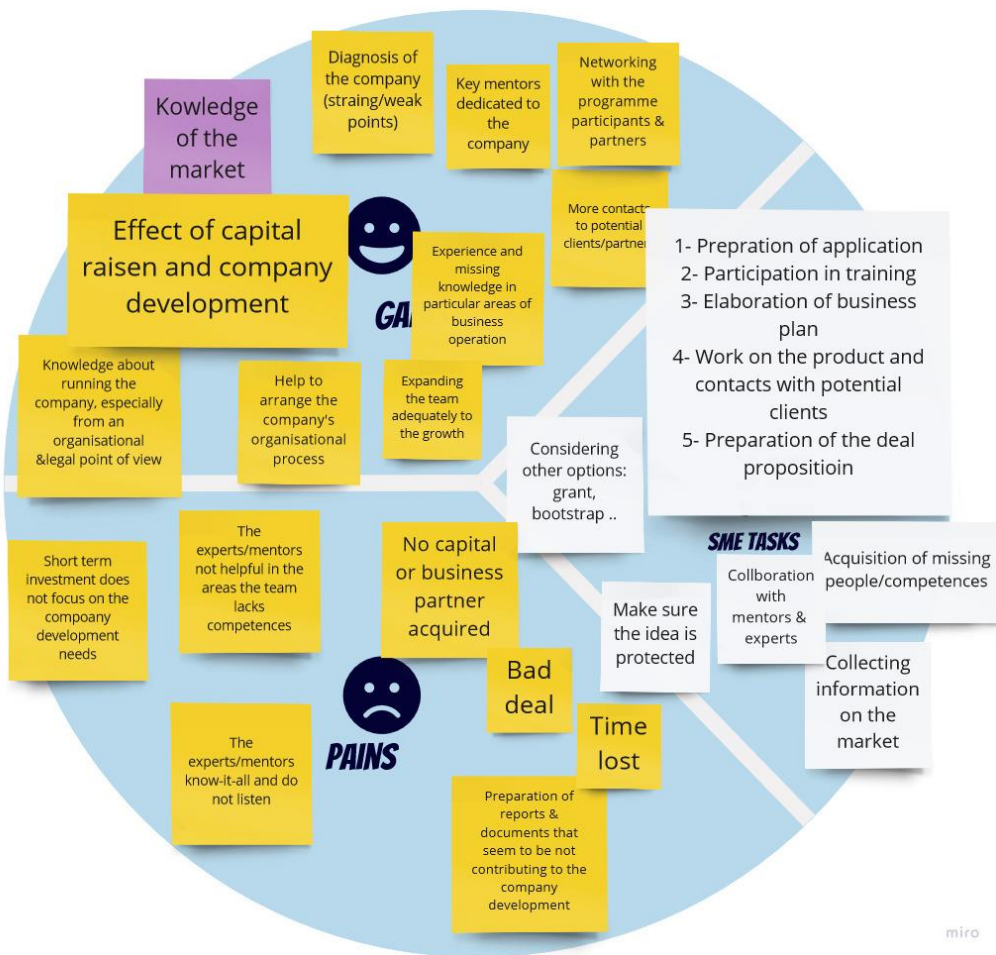 Diagnosis of
the company
(straing/weak
points)
Key mentors
dedicated to
the
company
Networking
with the
programme
participants &
partners
Kowledge
of the
market
Effect of capital
raisen and company
development
More contacts
to potential
clients/partner
Experience and
missing
knowledge in
particular areas of
business
operation
GAI
Knowledge about
running the
company, especially
from an
organisational
&legal point of view
Help to
arrange the
company's
organisational
process
Expanding
the team
adequately to
the growth
1- Prepration of application
2- Participation in training
3- Elaboration of business
plan
4- Work on the product and
contacts with potential
clients
5- Preparation of the deal
propositioin
Considering
other options:
grant,
bootstrap ..
SME TASKS
Acquisition of missing
people/competences
Collboration
with
mentors &
experts
Make sure
the idea is
protected
Collecting
information
on the
market
Short term
investment does
not focus on the
compoany
development
needs
The
experts/mentors
not helpful in the
areas the team
lacks
competences
No capital
or business
partner
acquired
Bad
deal
Time
lost
PAINS
The
experts/mentors
know-it-all and do
not listen
Preparation of
reports &
documents that
seem to be not
contributing to the
company
development
miro